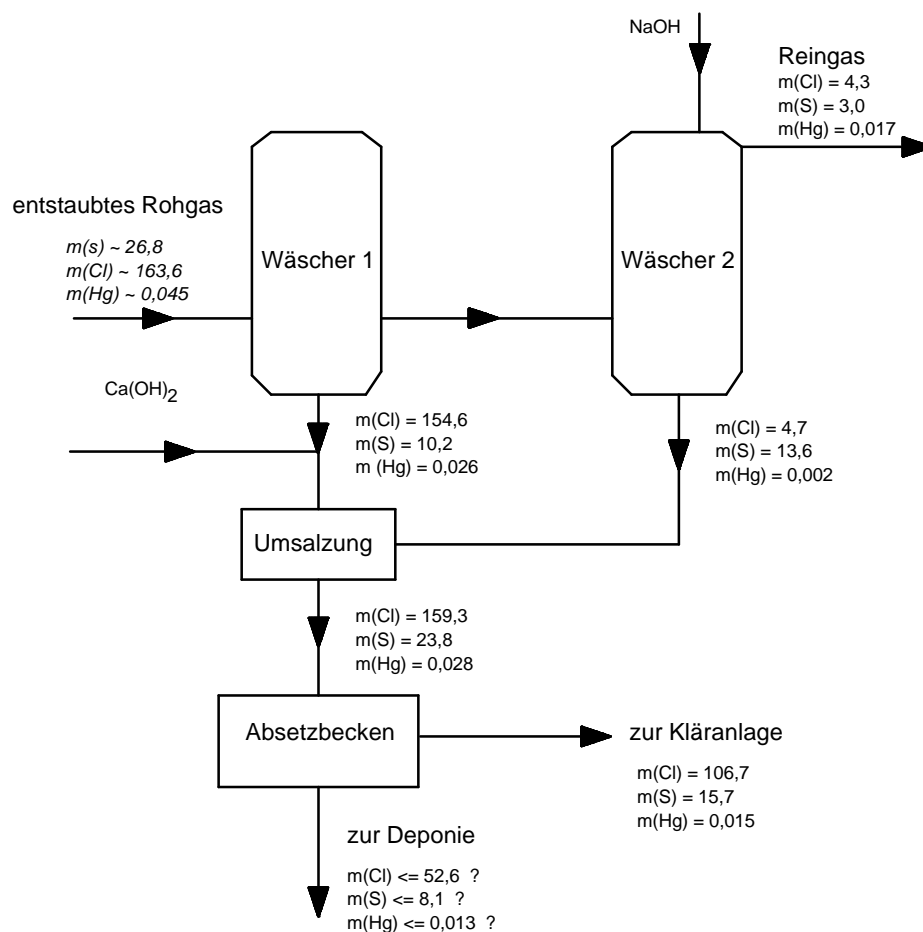 NaOH
Reingas
m(Cl) = 4,3
m(S) = 3,0
m(Hg) = 0,017
entstaubtes Rohgas
m(s) ~ 26,8
m(Cl) ~ 163,6
m(Hg) ~ 0,045
Wäscher 1
Wäscher 2
Ca(OH)2
m(Cl) = 154,6
m(S) = 10,2
m (Hg) = 0,026
m(Cl) = 4,7
m(S) = 13,6
m(Hg) = 0,002
Umsalzung
m(Cl) = 159,3
m(S) = 23,8
m(Hg) = 0,028
Absetzbecken
zur Kläranlage
m(Cl) = 106,7
m(S) = 15,7
m(Hg) = 0,015
zur Deponie
m(Cl) <= 52,6 ?
m(S) <= 8,1 ?
m(Hg) <= 0,013 ?